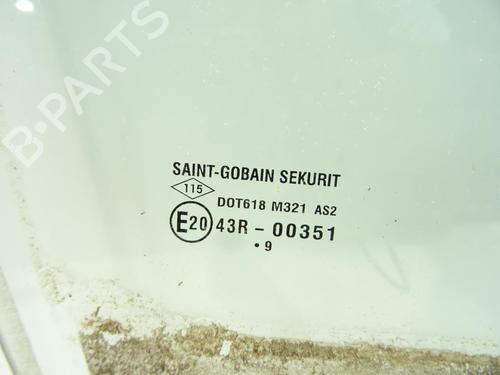 B-PARTS
SAINT-GOBAIN SEKURIT
115
DOT618 M321 AS2
E20 43R - 00351
.9